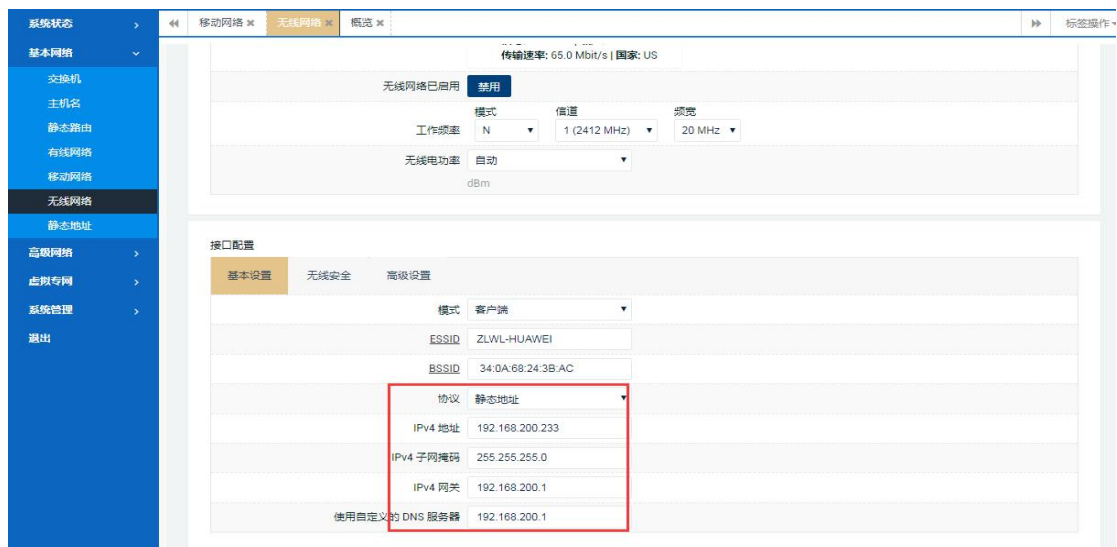 系统状态
移动网络
无线网络
概览
标签操作
基本网络
交换机
主机名
静态路由
有线网络
移动网络
无线网络
静态地址
高级网络
虚拟专网
系统管理
退出
传输速率: 65.0 Mbit/s | 国家: US
无线网络已启用 禁用
模式 信道 频宽
工作频率 N 1 (2412 MHz) 20 MHz
无线电功率 自动
dBm
接口配置
基本设置 无线安全 高级设置
模式 客户端
ESSID ZLWL-HUAWEI
BSSID 34:0A:68:24:3B:AC
协议 静态地址
IPv4 地址 192.168.200.233
IPv4 子网掩码 255.255.255.0
IPv4 网关 192.168.200.1
使用自定义的 DNS 服务器 192.168.200.1